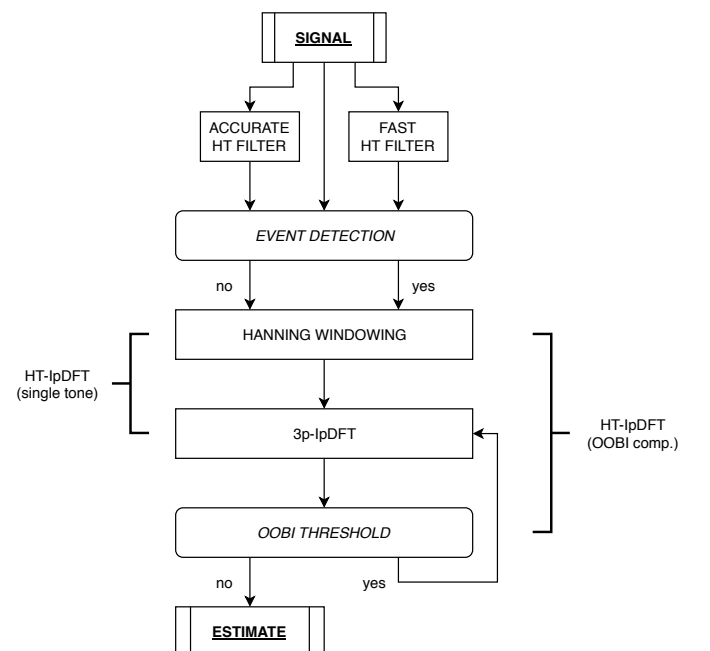 SIGNAL
ACCURATE
HT FILTER
FAST
HT FILTER
EVENT DETECTION
no
yes
HANNING WINDOWING
HT-IpDFT
(single tone)
3p-IpDFT
HT-IpDFT
(OOBI comp.)
OOBI THRESHOLD
no
yes
ESTIMATE